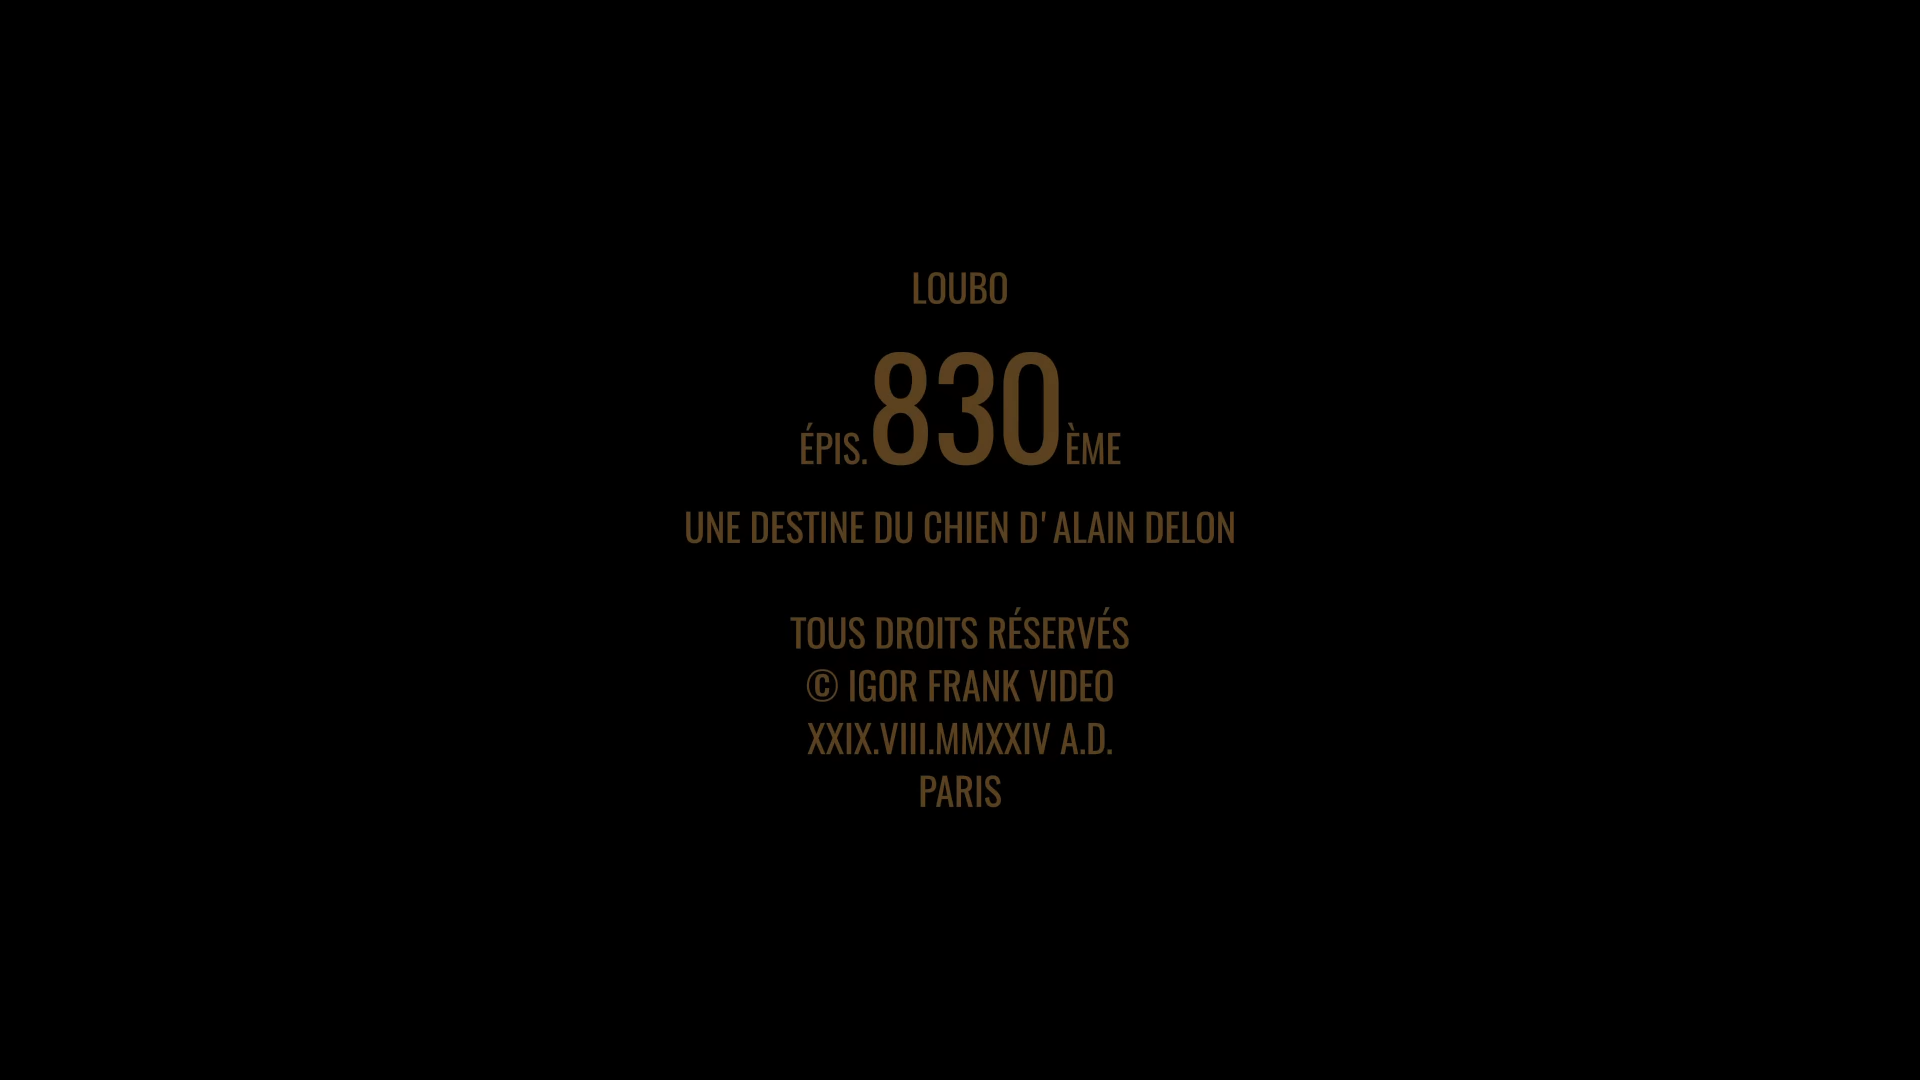 LOUBO
ÉPIS.830ÈME
UNE DESTINE DU CHIEN D'ALAIN DELON
TOUS DROITS RÉSERVÉS
© IGOR FRANK VIDEO
XXIX.VIII.MMXXIV A.D.
PARIS